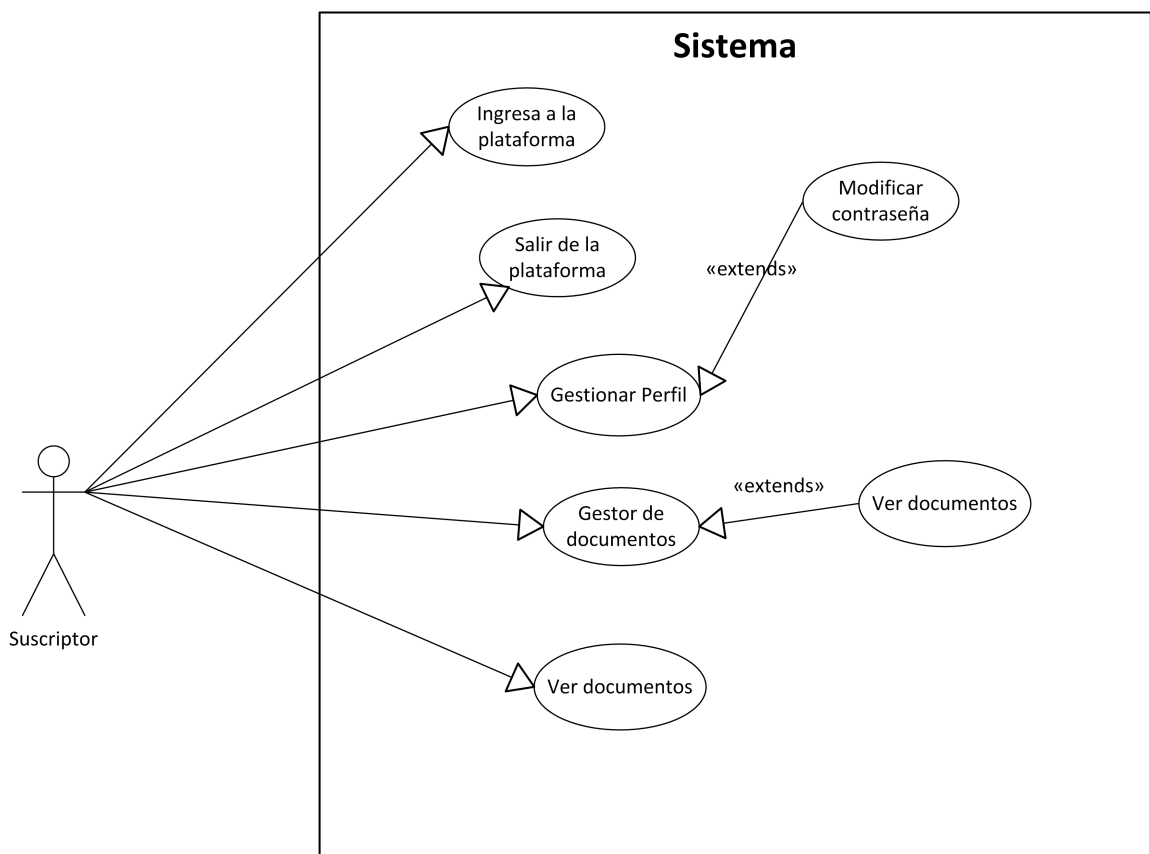 Sistema
Ingresa a la
plataforma
Modificar
contraseña
Salir de la
plataforma
«extends»
Gestionar Perfil
«extends»
Ver documentos
Gestor de
documentos
Suscriptor
Ver documentos